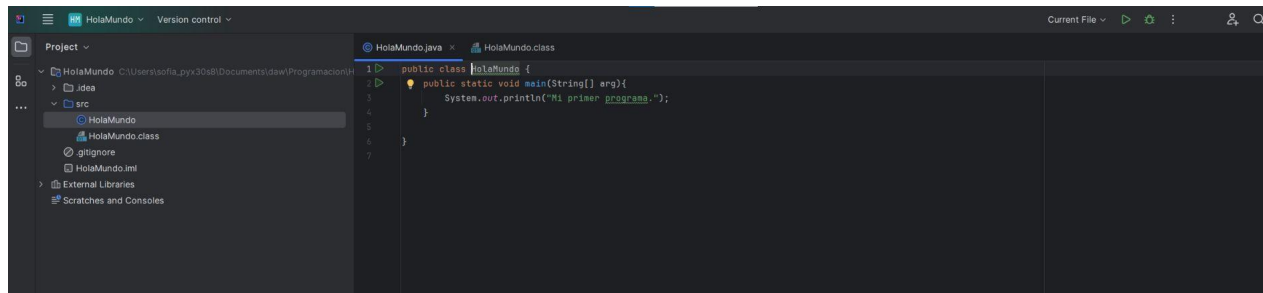 HM HolaMundo Version control Current File
Project
HolaMundo.java HolaMundo.class
HolaMundo C:\Users\sofia_pyx30s8\Documents\daw\Programacion\H
.idea
src
HolaMundo
HolaMundo.class
.gitignore
HolaMundo.iml
External Libraries
Scratches and Consoles
1 public class HolaMundo {
2 public static void main(String[] arg){
3 System.out.println("Mi primer programa.");
4 }
5
6 }
7